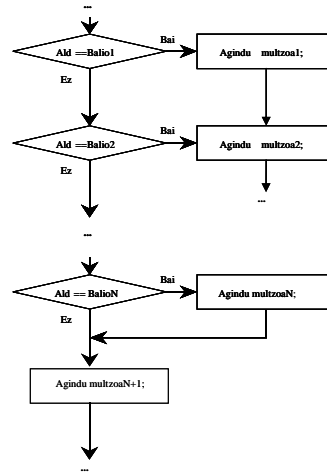 ...
Bai
Ald ==Balio1
Agindu multzoa1;
Ez
Bai
Ald ==Balio2
Agindu multzoa2;
Ez
...
...
Bai
Ald == BalioN
Agindu multzoaN;
Ez
Agindu multzoaN+1;
...